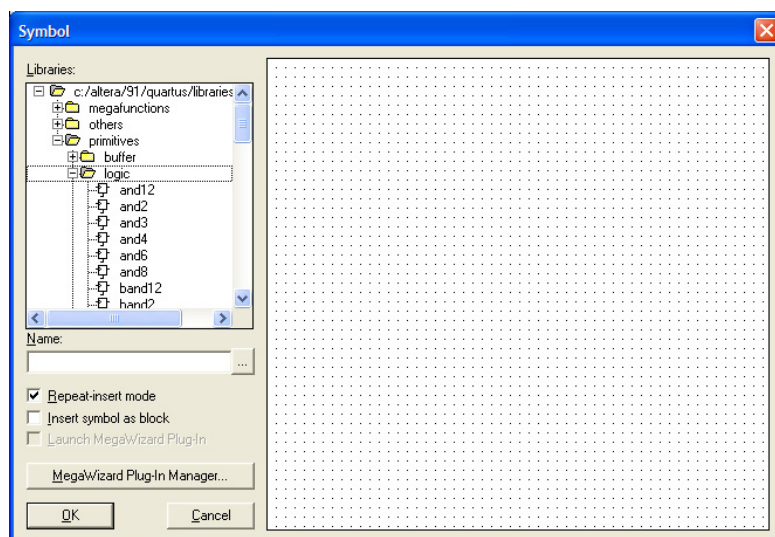 Symbol
Libraries:
c:/altera/91/quartus/libraries
megafunctions
others
primitives
buffer
logic
and12
and2
and3
and4
and6
and8
band12
band2
Name:
...
Repeat-insert mode
Insert symbol as block
Launch MegaWizard Plug-In
MegaWizard Plug-In Manager...
OK
Cancel